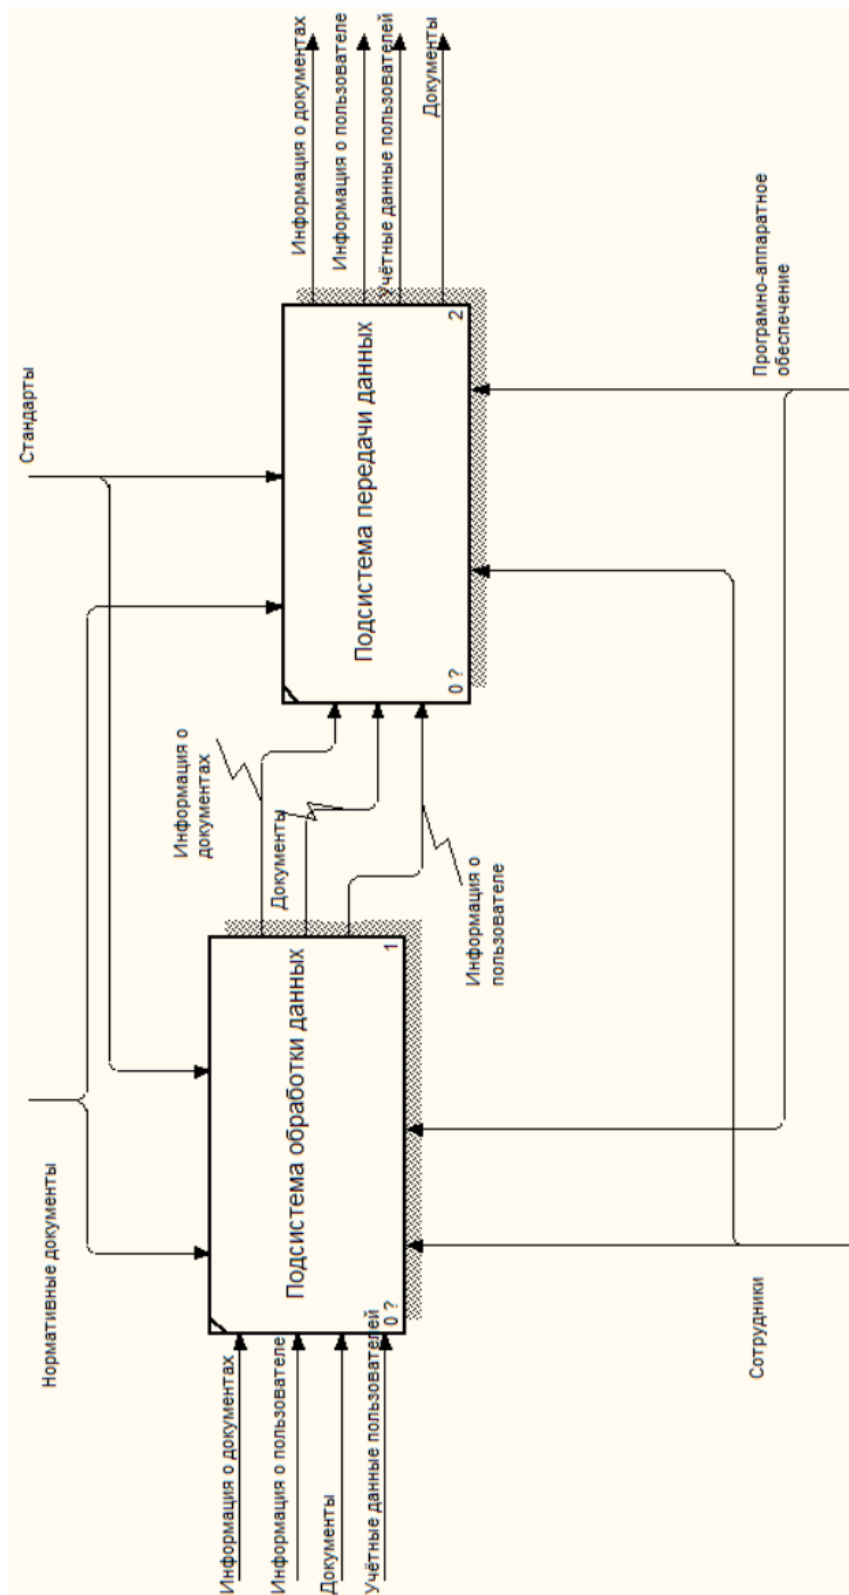 Нормативные документы
Стандарты
Информация о документах
Информация о пользователе
Документы
Учётные данные пользователей
Подсистема обработки данных
0 ?
1
Информация о
документах
Документы
Информация о
пользователе
Подсистема передачи данных
0 ?
2
Информация о документах
Информация о пользователе
Учётные данные пользователей
Документы
Сотрудники
Програмно-аппаратное
обеспечение